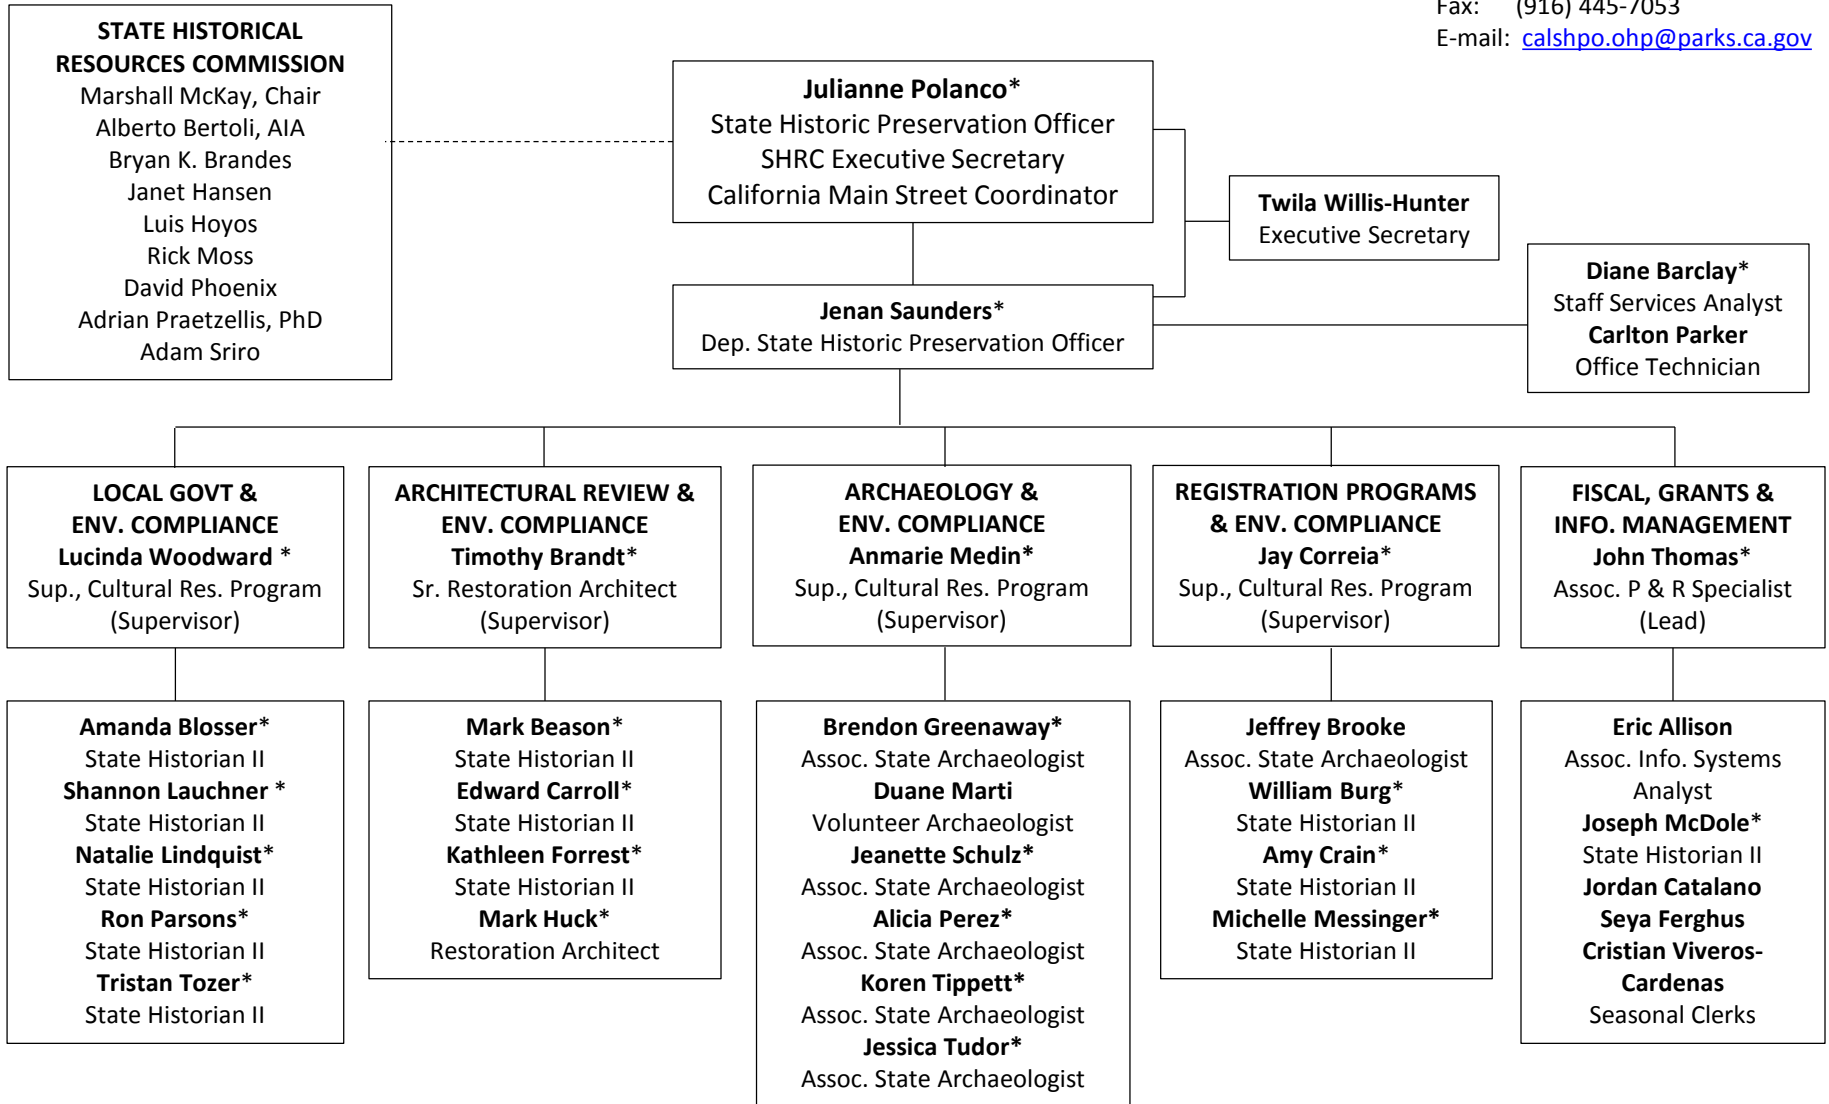 Fax: (916) 445-7053
E-mail: calshpo.ohp@parks.ca.gov
STATE HISTORICAL
RESOURCES COMMISSION
Marshall McKay, Chair
Alberto Bertoli, AIA
Bryan K. Brandes
Janet Hansen
Luis Hoyos
Rick Moss
David Phoenix
Adrian Praetzellis, PhD
Adam Sriro
Julianne Polanco*
State Historic Preservation Officer
SHRC Executive Secretary
California Main Street Coordinator
Twila Willis-Hunter
Executive Secretary
Jenan Saunders*
Dep. State Historic Preservation Officer
Diane Barclay*
Staff Services Analyst
Carlton Parker
Office Technician
LOCAL GOVT &
ENV. COMPLIANCE
Lucinda Woodward *
Sup., Cultural Res. Program
(Supervisor)
ARCHITECTURAL REVIEW &
ENV. COMPLIANCE
Timothy Brandt*
Sr. Restoration Architect
(Supervisor)
ARCHAEOLOGY &
ENV. COMPLIANCE
Anmarie Medin*
Sup., Cultural Res. Program
(Supervisor)
REGISTRATION PROGRAMS
& ENV. COMPLIANCE
Jay Correia*
Sup., Cultural Res. Program
(Supervisor)
FISCAL, GRANTS &
INFO. MANAGEMENT
John Thomas*
Assoc. P & R Specialist
(Lead)
Amanda Blosser*
State Historian II
Shannon Lauchner *
State Historian II
Natalie Lindquist*
State Historian II
Ron Parsons*
State Historian II
Tristan Tozer*
State Historian II
Mark Beason*
State Historian II
Edward Carroll*
State Historian II
Kathleen Forrest*
State Historian II
Mark Huck*
Restoration Architect
Brendon Greenaway*
Assoc. State Archaeologist
Duane Marti
Volunteer Archaeologist
Jeanette Schulz*
Assoc. State Archaeologist
Alicia Perez*
Assoc. State Archaeologist
Koren Tippett*
Assoc. State Archaeologist
Jessica Tudor*
Assoc. State Archaeologist
Jeffrey Brooke
Assoc. State Archaeologist
William Burg*
State Historian II
Amy Crain*
State Historian II
Michelle Messinger*
State Historian II
Eric Allison
Assoc. Info. Systems
Analyst
Joseph McDole*
State Historian II
Jordan Catalano
Seya Ferghus
Cristian Viveros-
Cardenas
Seasonal Clerks